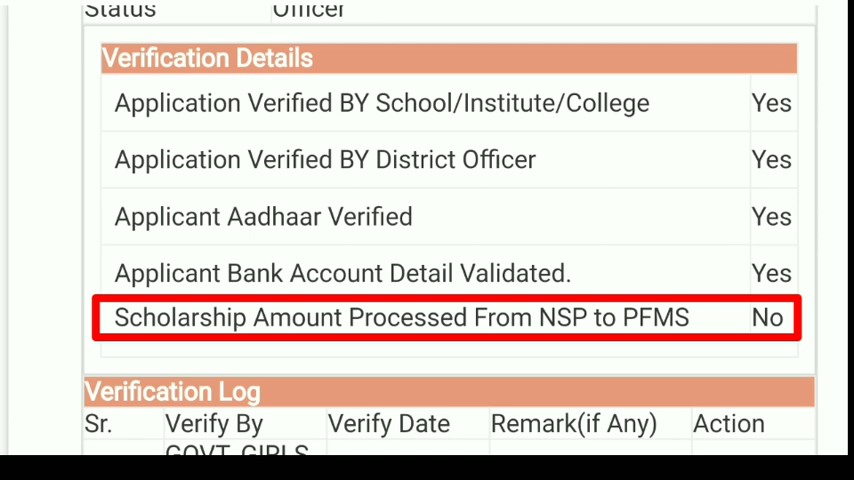 Status Officer
Verification Details
Application Verified BY School/Institute/College Yes
Application Verified BY District Officer Yes
Applicant Aadhaar Verified Yes
Applicant Bank Account Detail Validated. Yes
Scholarship Amount Processed From NSP to PFMS No
Verification Log
Sr. Verify By Verify Date Remark(if Any) Action
GOVT. GIRLS